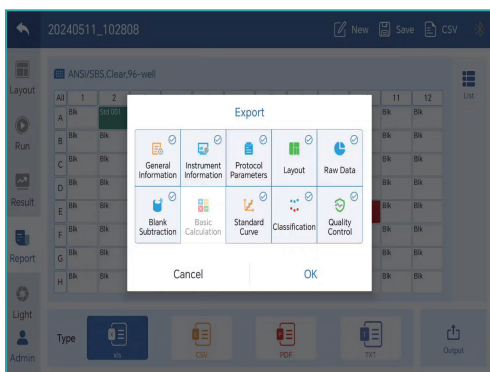 20240511_102808 New Save CSV
Layout
Run
Result
Report
Light
Admin
ANSI/SBS,Clear,96-well
List
All 1 2 11 12
A Blk Std 001 Blk Blk
B Blk Blk Blk Blk
C Blk Blk Blk Blk
D Blk Blk Blk Blk
E Blk Blk Blk Blk
F Blk Blk Blk Blk
G Blk Blk Blk Blk
H Blk Blk Blk Blk
Export
General
Information
Instrument
Information
Protocol
Parameters
Layout
Raw Data
Blank
Subtraction
Basic
Calculation
Standard
Curve
Classification
Quality
Control
Cancel OK
Type
xls
CSV
PDF
TXT
Output